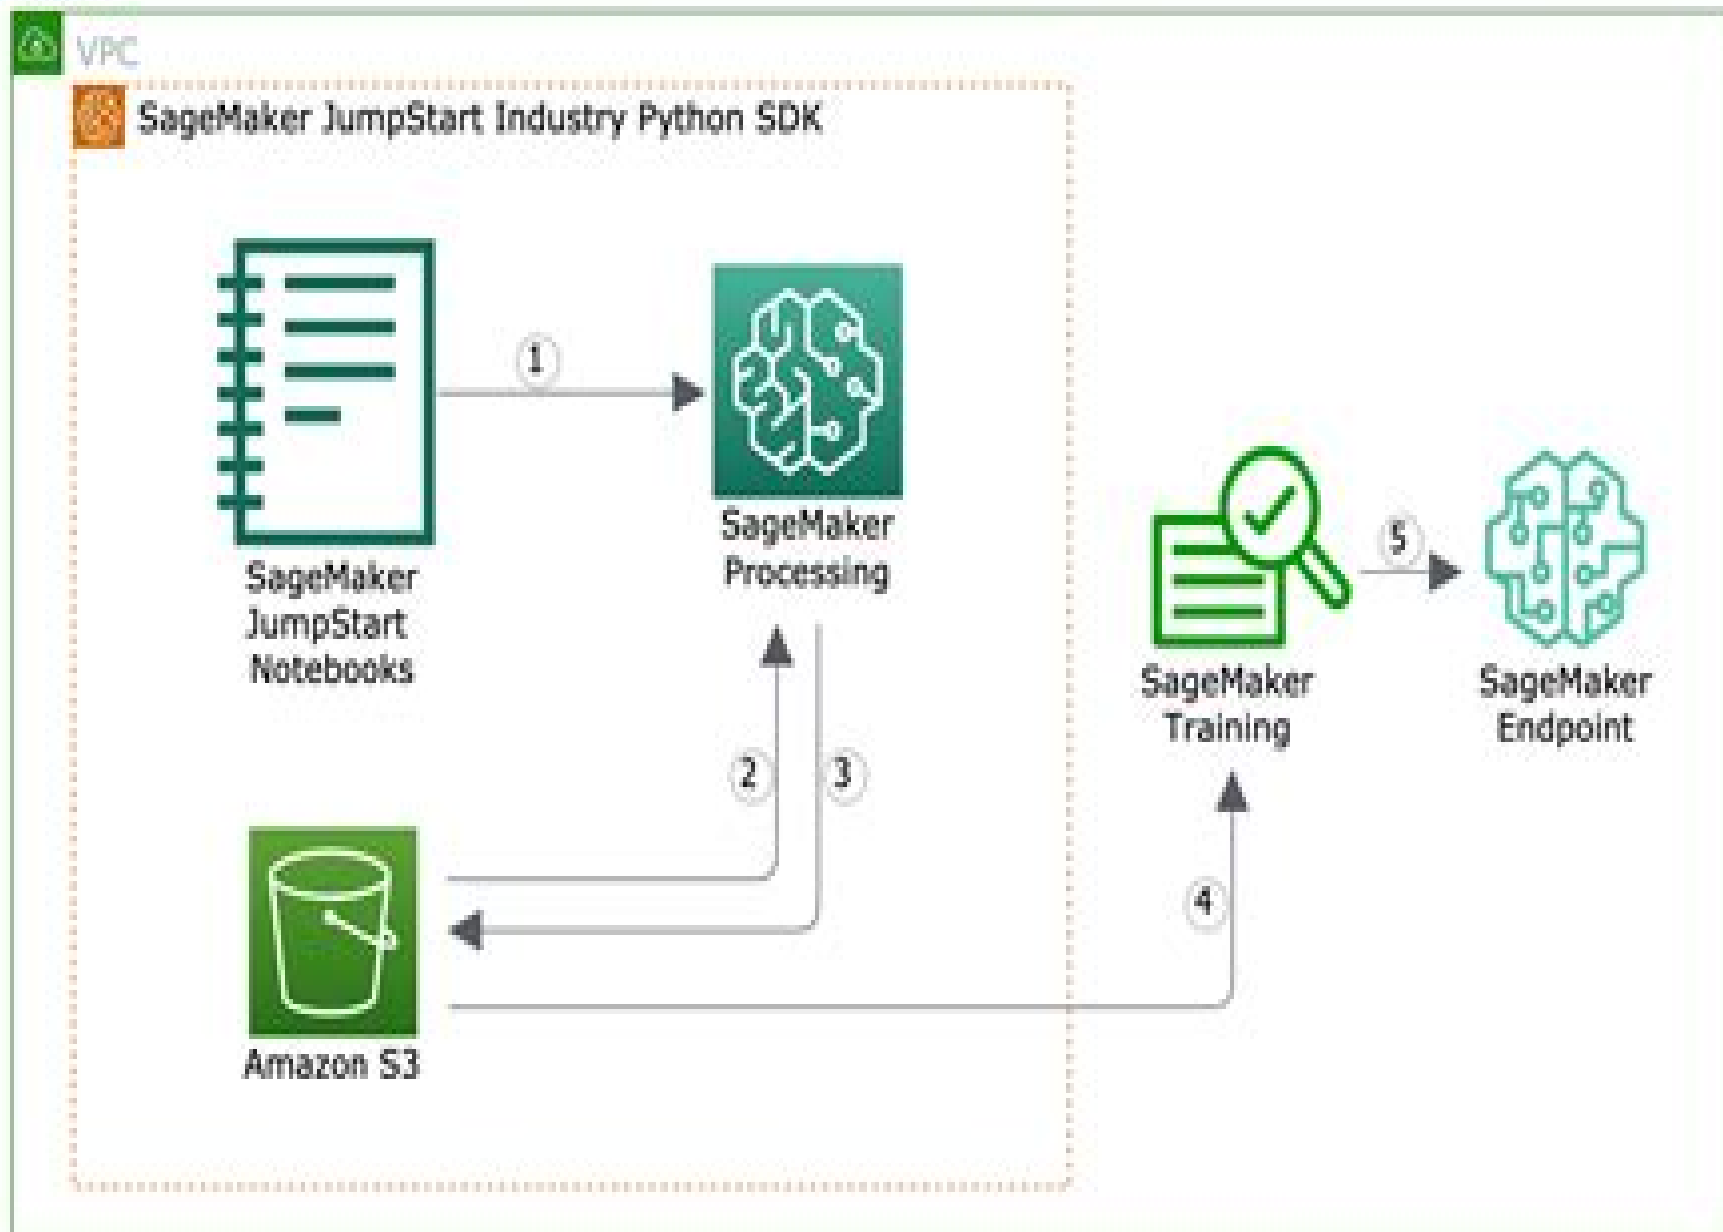 VPC
SageMaker JumpStart Industry Python SDK
1
SageMaker
JumpStart
Notebooks
SageMaker
Processing
2
3
Amazon S3
4
SageMaker
Training
5
SageMaker
Endpoint